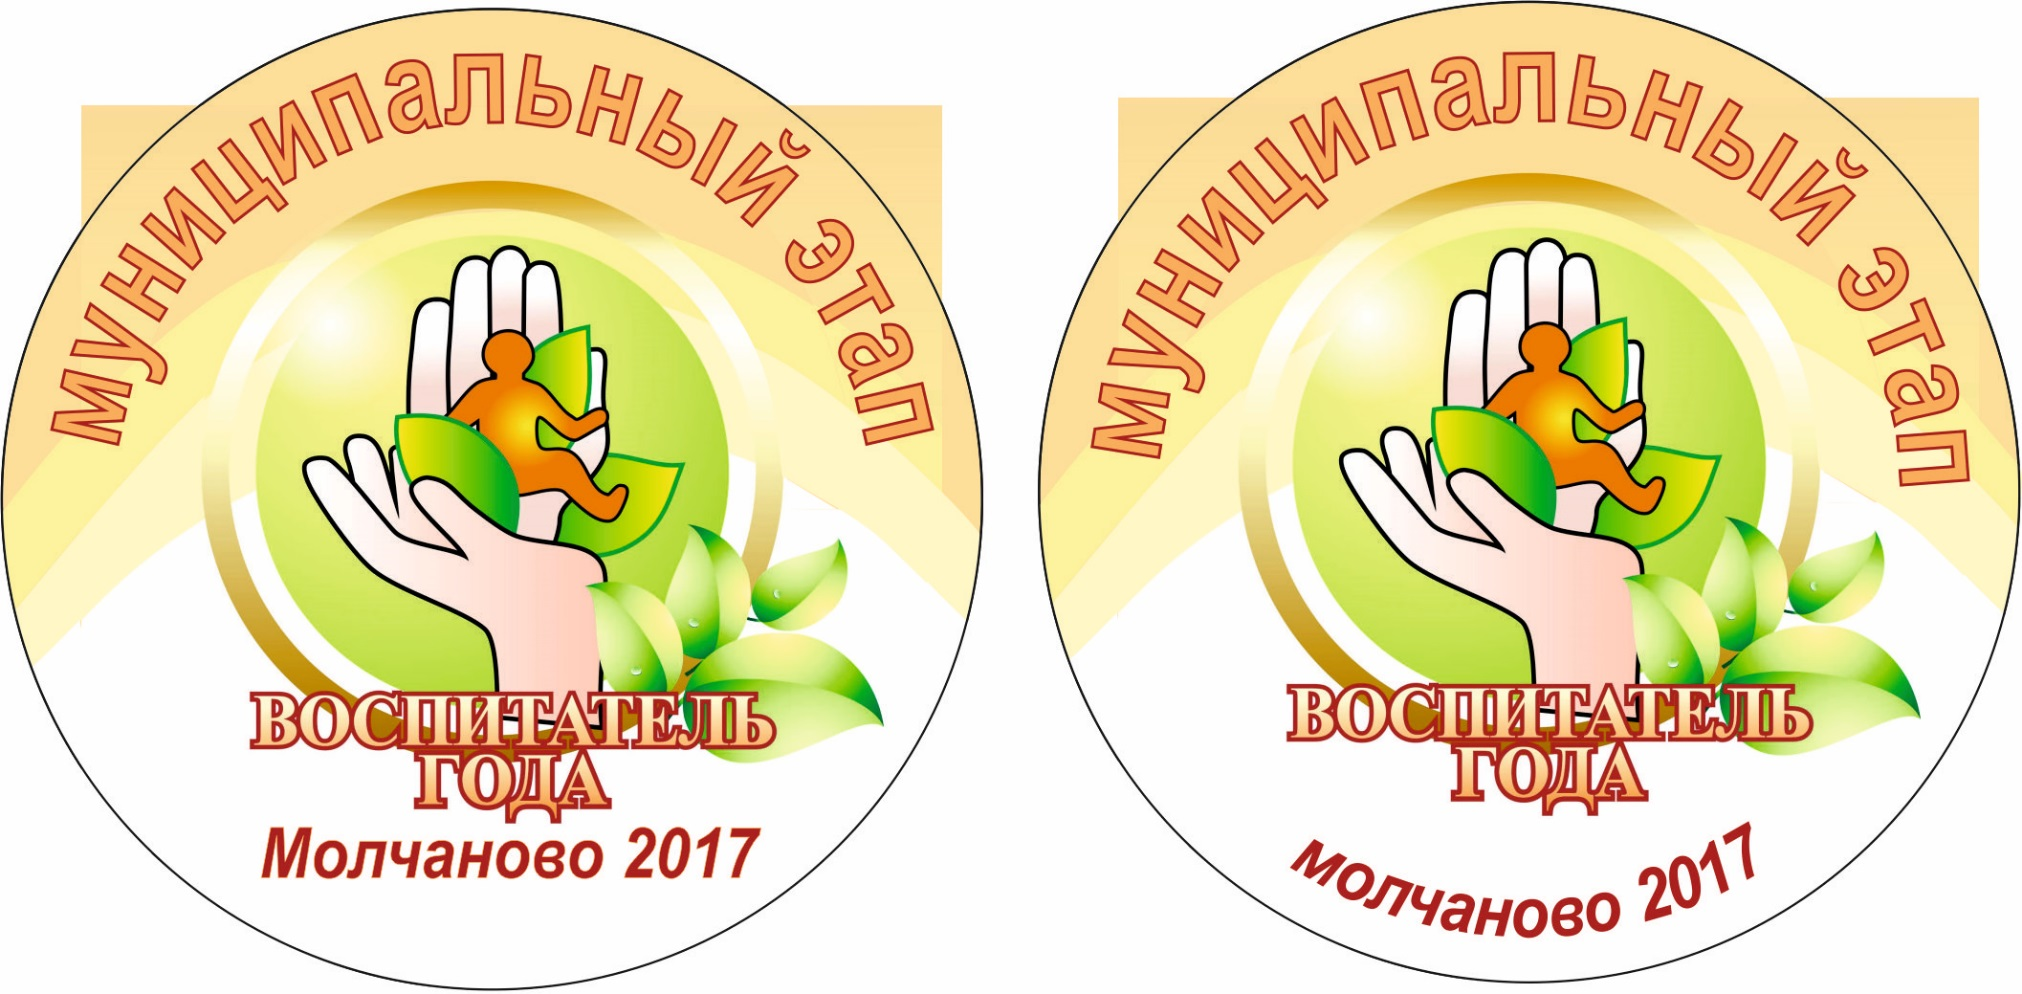 муниципальный этап
ВОСПИТАТЕЛЬ
ГОДА
Молчаново 2017
муниципальный этап
ВОСПИТАТЕЛЬ
ГОДА
молчаново 2017